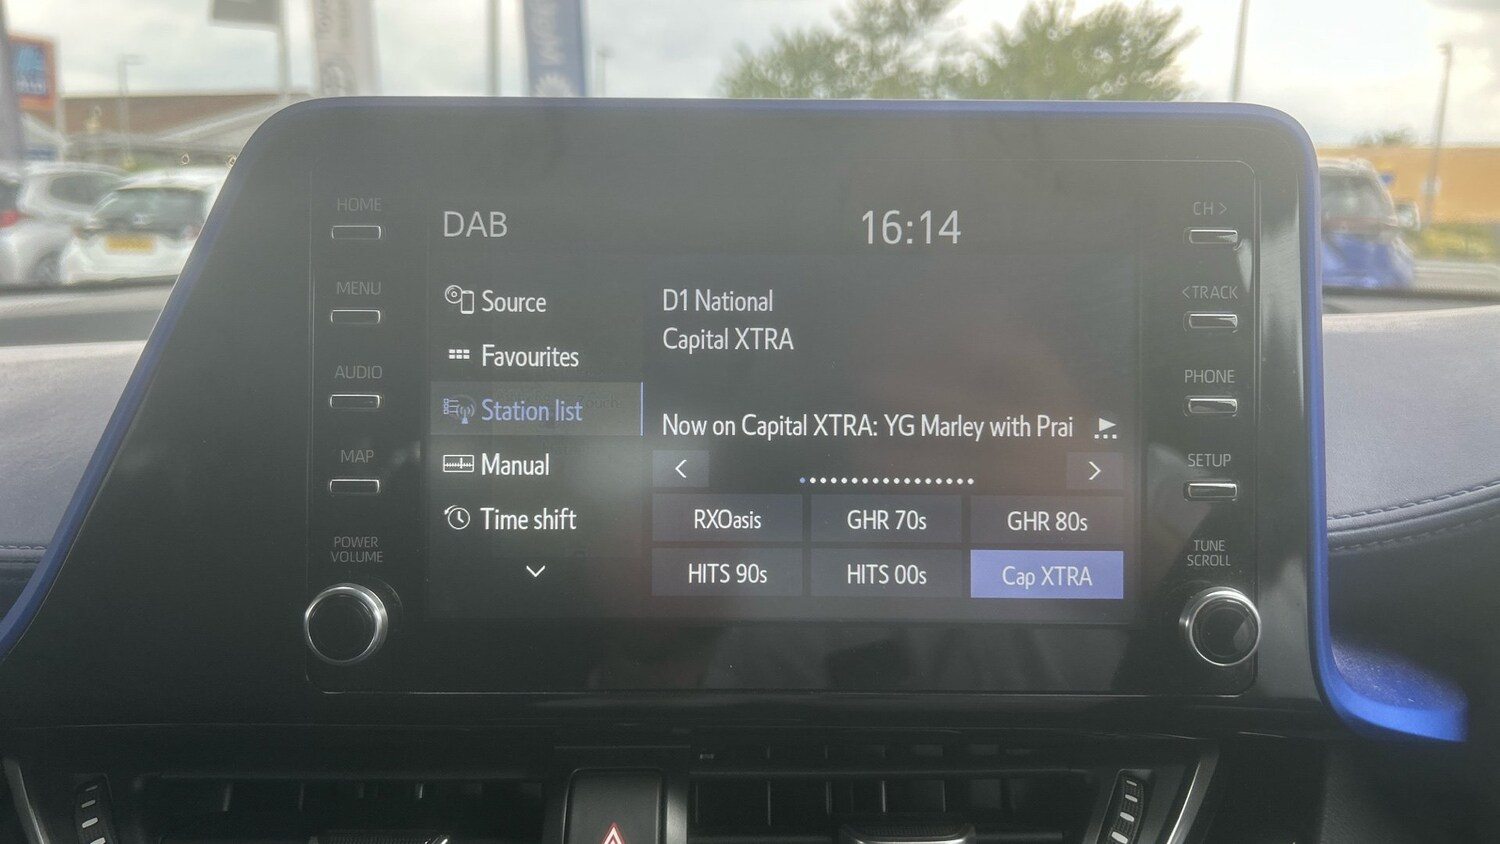 HOME
MENU
AUDIO
MAP
POWER
VOLUME
DAB
16:14
Source
Favourites
Station list
Manual
Time shift
D1 National
Capital XTRA
Now on Capital XTRA: YG Marley with Prai
RXOasis
GHR 70s
GHR 80s
HITS 90s
HITS 00s
Cap XTRA
CH >
< TRACK
PHONE
SETUP
TUNE
SCROLL